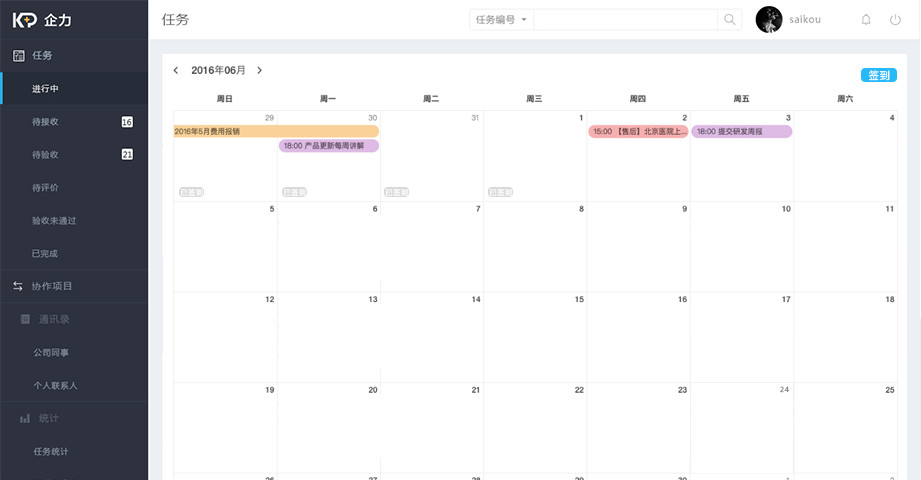 KP 企力
任务
任务编号
saikou
任务
进行中
待接收 16
待验收 21
待评价
验收未通过
已完成
协作项目
通讯录
公司同事
个人联系人
统计
任务统计
2016年06月
签到
周日 周一 周二 周三 周四 周五 周六
29 30 31 1 2 3 4
2016年5月费用报销
15:00 【售后】北京医院上...
18:00 提交研发周报
18:00 产品更新每周讲解
5 6 7 8 9 10 11
12 13 14 15 16 17 18
19 20 21 22 23 24 25
26 27 28 29 30 1 2